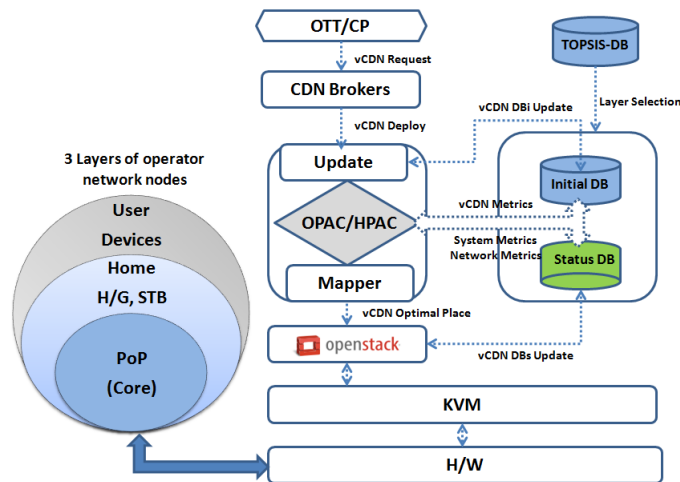 OTT/CP
TOPSIS-DB
vCDN Request
CDN Brokers
vCDN DBi Update
Layer Selection
vCDN Deploy
3 Layers of operator
network nodes
Update
Initial DB
User
Devices
vCDN Metrics
OPAC/HPAC
System Metrics
Network Metrics
Status DB
Home
H/G, STB
Mapper
vCDN Optimal Place
openstack
vCDN DBs Update
PoP
(Core)
KVM
H/W